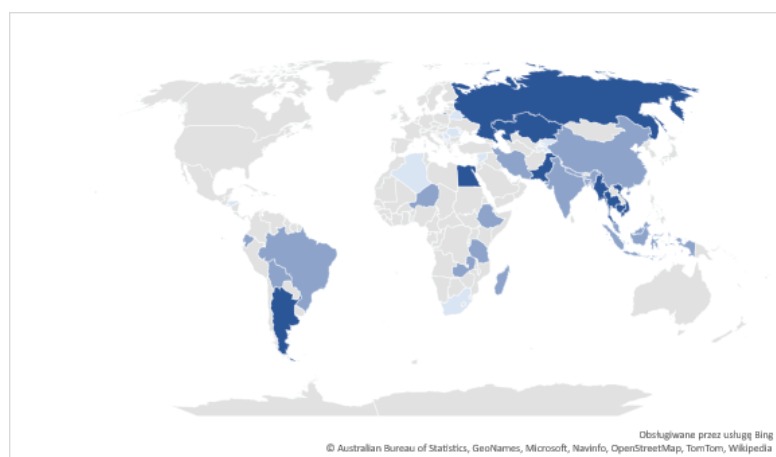 Obsługiwane przez usługę Bing
© Australian Bureau of Statistics, GeoNames, Microsoft, Navinfo, OpenStreetMap, TomTom, Wikipedia